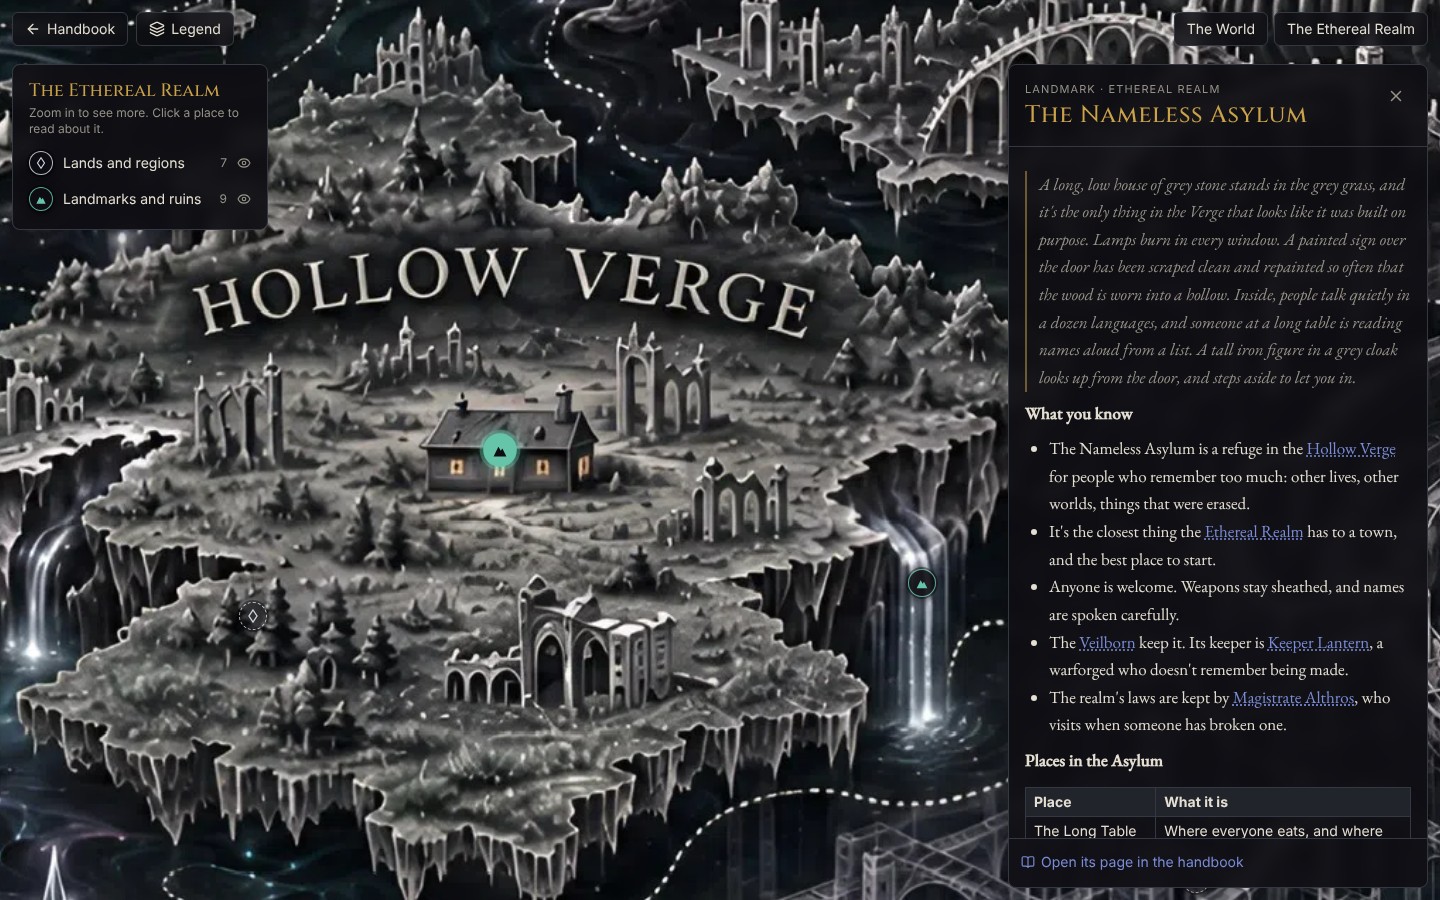 Handbook
Legend
The World
The Ethereal Realm
The Ethereal Realm
Zoom in to see more. Click a place to
read about it.
Lands and regions 7
Landmarks and ruins 9
HOLLOW VERGE
LANDMARK · ETHEREAL REALM
The Nameless Asylum
A long, low house of grey stone stands in the grey grass, and
it's the only thing in the Verge that looks like it was built on
purpose. Lamps burn in every window. A painted sign over
the door has been scraped clean and repainted so often that
the wood is worn into a hollow. Inside, people talk quietly in
a dozen languages, and someone at a long table is reading
names aloud from a list. A tall iron figure in a grey cloak
looks up from the door, and steps aside to let you in.
What you know
The Nameless Asylum is a refuge in the Hollow Verge
for people who remember too much: other lives, other
worlds, things that were erased.
It's the closest thing the Ethereal Realm has to a town,
and the best place to start.
Anyone is welcome. Weapons stay sheathed, and names
are spoken carefully.
The Veilborn keep it. Its keeper is Keeper Lantern, a
warforged who doesn't remember being made.
The realm's laws are kept by Magistrate Althros, who
visits when someone has broken one.
Places in the Asylum
Place What it is
The Long Table Where everyone eats, and where
Open its page in the handbook